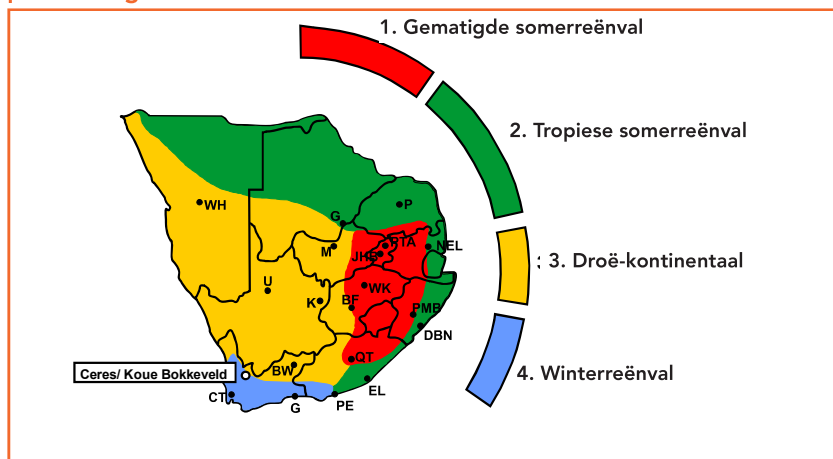 1. Gematigde somerreënval
2. Tropiese somerreënval
3. Droë-kontinentaal
4. Winterreënval
WH
G
P
M
PTA
JHB
NEL
U
WK
K
BF
PMB
DBN
QT
BW
Ceres/ Koue Bokkeveld
EL
CT
G
PE